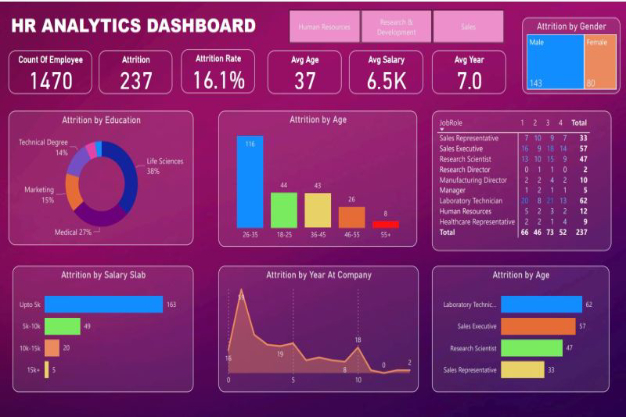 HR ANALYTICS DASHBOARD
Human Resources
Research &
Development
Sales
Attrition by Gender
Male
Female
143
80
Count Of Employee
1470
Attrition
237
Attrition Rate
16.1%
Avg Age
37
Avg Salary
6.5K
Avg Year
7.0
Attrition by Education
Technical Degree
14%
Life Sciences
38%
Marketing
15%
Medical 27%
Attrition by Age
116
44
43
26
8
26-35 18-25 36-45 46-55 55+
JobRole 1 2 3 4 Total
Sales Representative 7 10 9 7 33
Sales Executive 16 9 18 14 57
Research Scientist 13 10 15 9 47
Research Director 0 1 1 0 2
Manufacturing Director 2 2 4 2 10
Manager 1 2 1 1 5
Laboratory Technician 20 8 21 13 62
Human Resources 5 2 3 2 12
Healthcare Representative 2 2 1 4 9
Total 66 46 73 52 237
Attrition by Salary Slab
Upto 5k 163
5k-10k 49
10k-15k 20
15k+ 5
Attrition by Year At Company
16
19
18
8
0
2
0 5 10
Attrition by Age
Laboratory Technic... 62
Sales Executive 57
Research Scientist 47
Sales Representative 33